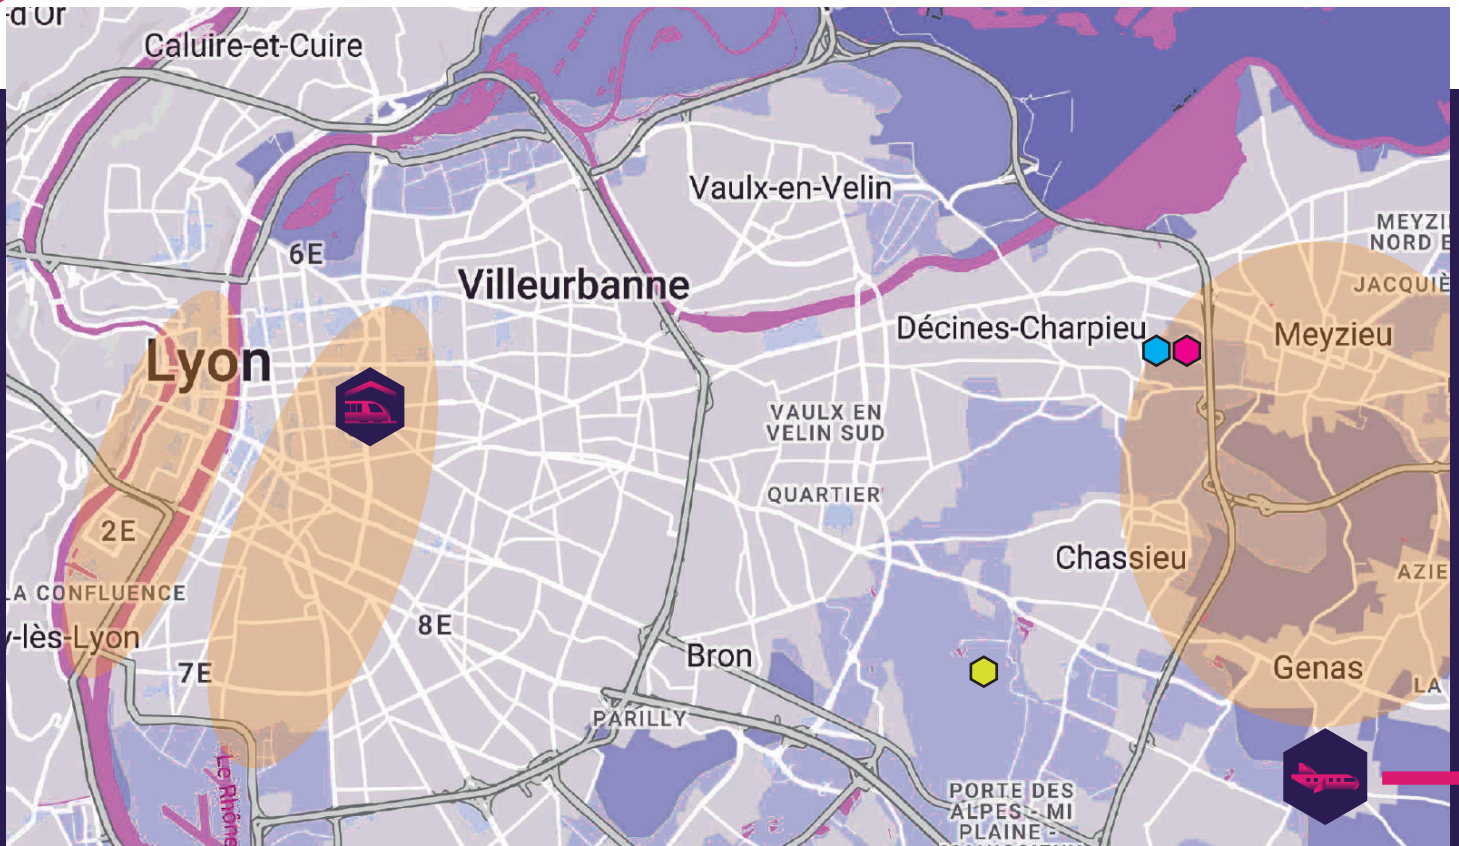 -d'Or
Caluire-et-Cuire
Vaulx-en-Velin
MEYZI
NORD E
6E
Villeurbanne
JACQUIÈ
Décines-Charpieu
Meyzieu
Lyon
VAULX EN
VELIN SUD
QUARTIER
2E
Chassieu
AZIE
LA CONFLUENCE
8E
y-lès-Lyon
Bron
7E
Genas
LA
PARILLY
Le Rhône
PORTE DES
ALPES - MI
PLAINE -